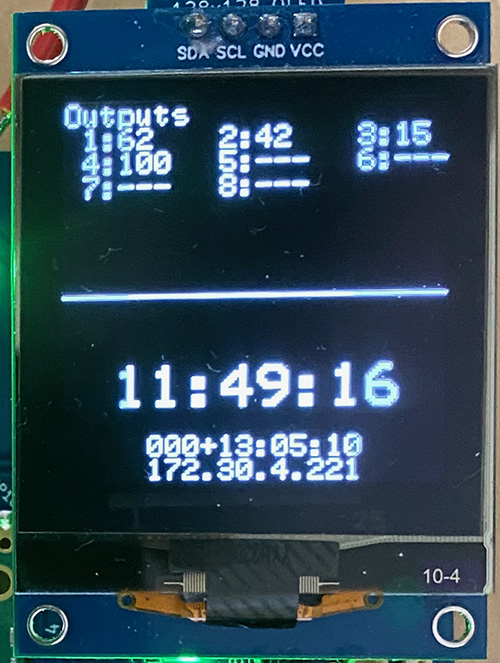 128x128 OLED
SDA SCL GND VCC
Outputs
1:62 2:42 3:15
4:100 5:--- 6:---
7:--- 8:---
11:49:16
000+13:05:10
172.30.4.221
10-4